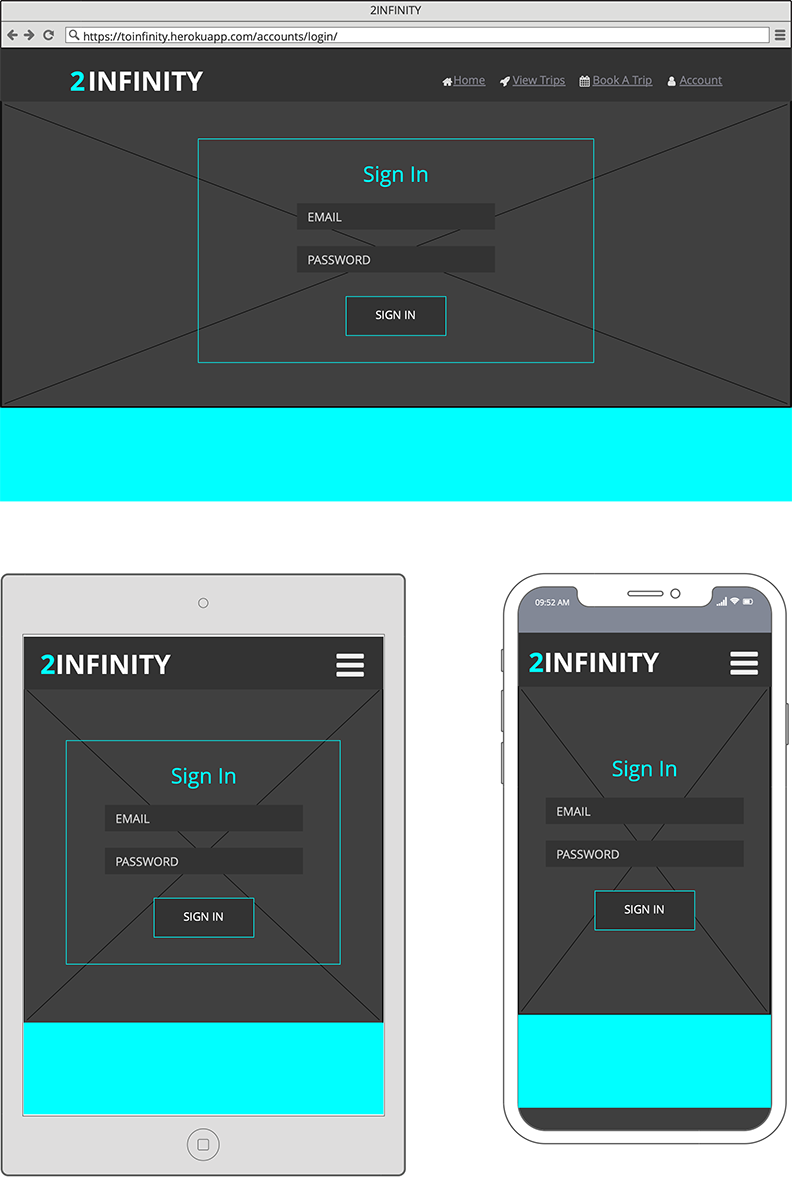 2INFINITY
https://toinfinity.herokuapp.com/accounts/login/
2INFINITY Home View Trips Book A Trip Account
Sign In
EMAIL
PASSWORD
SIGN IN
2INFINITY
Sign In
EMAIL
PASSWORD
SIGN IN
09:52 AM
2INFINITY
Sign In
EMAIL
PASSWORD
SIGN IN